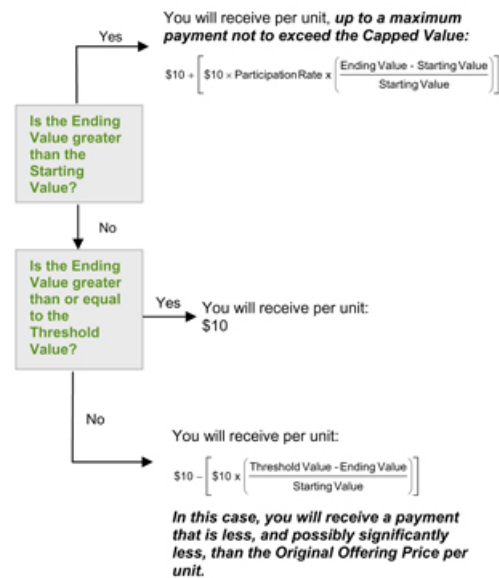 You will receive per unit, up to a maximum
Yes
payment not to exceed the Capped Value:
$10 + [ $10 × Participation Rate x ( Ending Value - Starting Value / Starting Value ) ]
Is the Ending
Value greater
than the
Starting
Value?
No
Is the Ending
Value greater
than or equal
to the
Threshold
Value?
Yes
You will receive per unit:
$10
No
You will receive per unit:
$10 – [ $10 x ( Threshold Value - Ending Value / Starting Value ) ]
In this case, you will receive a payment
that is less, and possibly significantly
less, than the Original Offering Price per
unit.